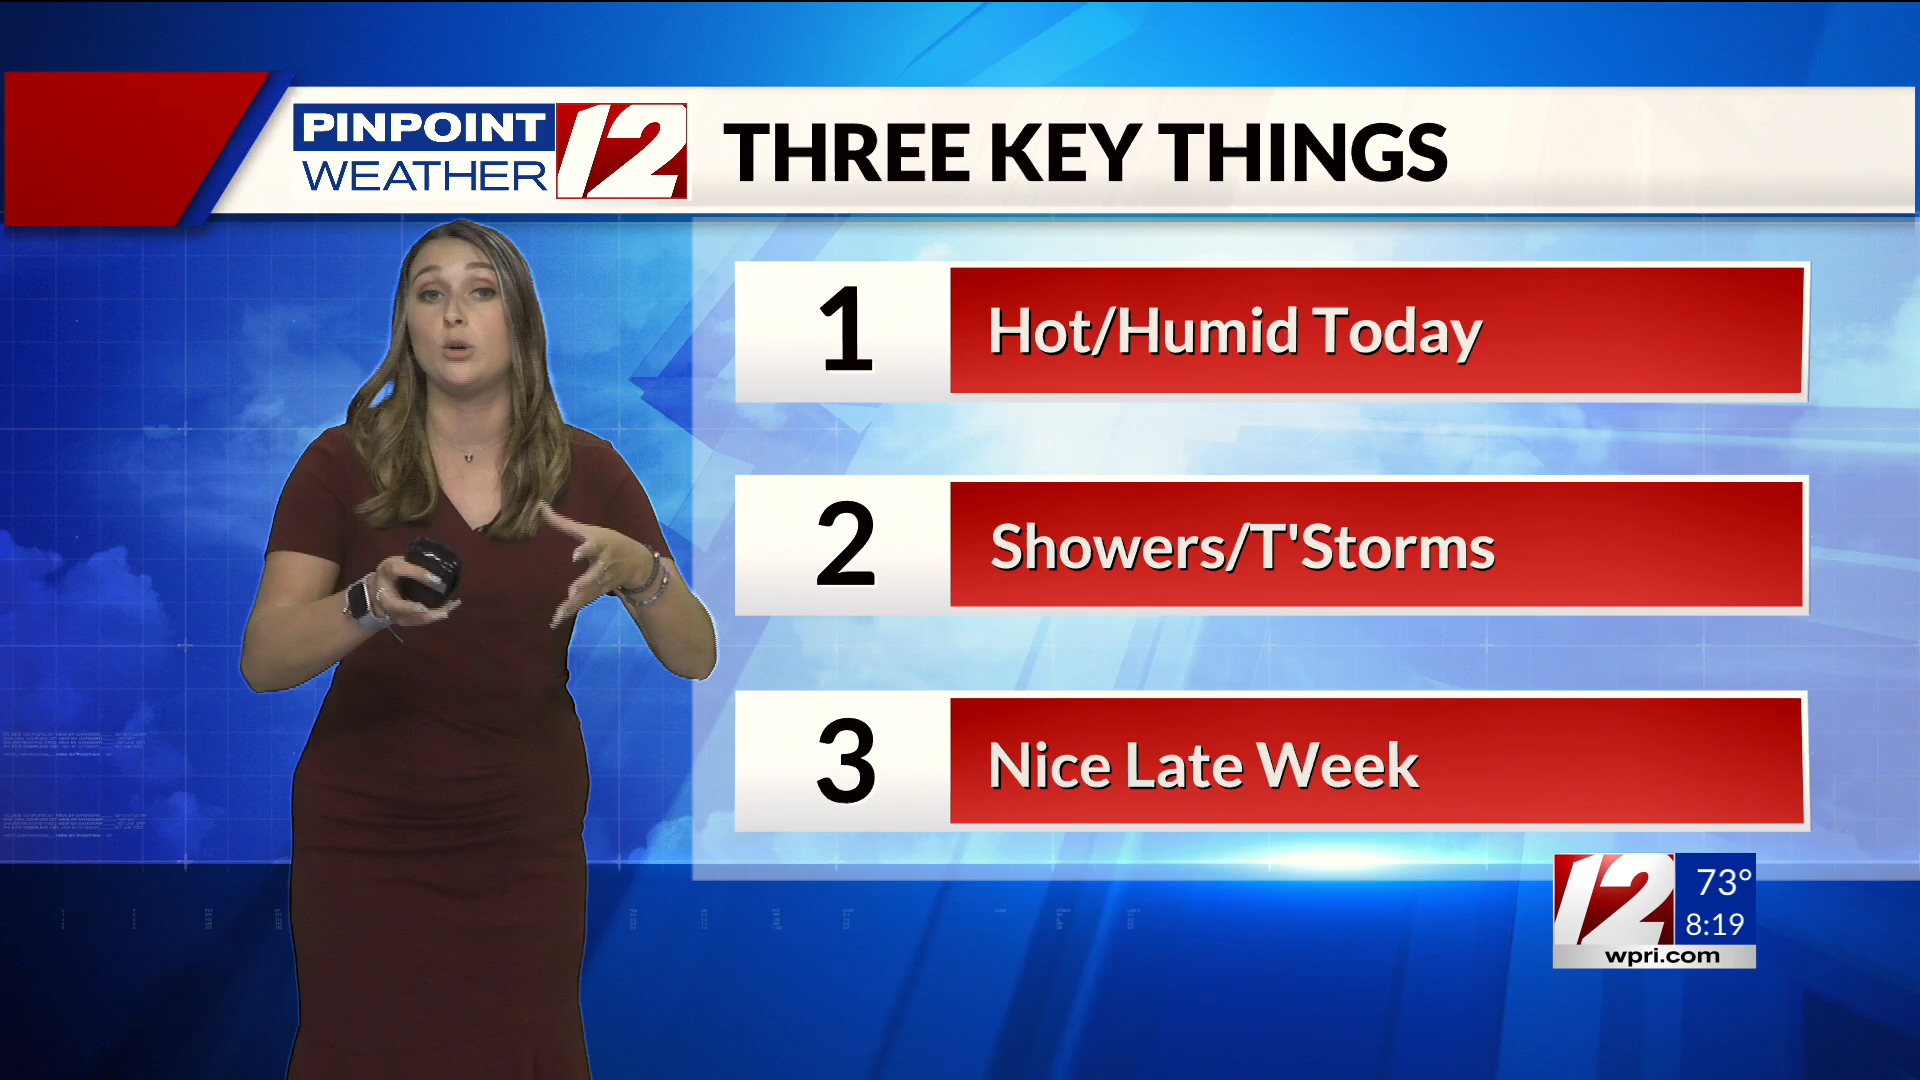 PINPOINT
WEATHER
12
THREE KEY THINGS
1
Hot/Humid Today
2
Showers/T'Storms
3
Nice Late Week
12
73°
8:19
wpri.com